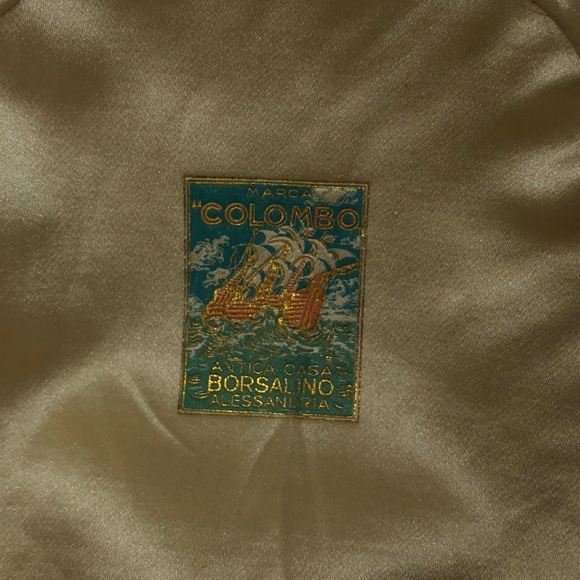 MARCA
"COLOMBO
ANTICA CASA
BORSALINO
ALESSANDRIA